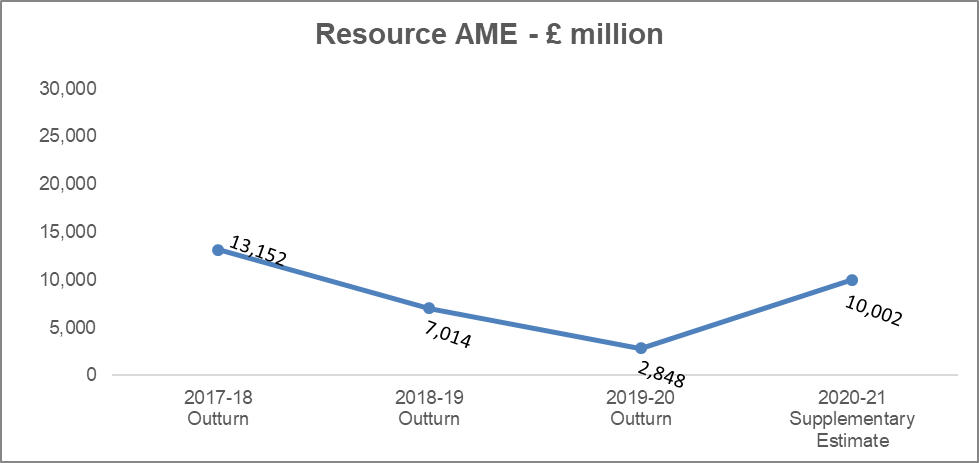 Resource AME - £ million
30,000
25,000
20,000
15,000
10,000
5,000
0
13,152
7,014
2,848
10,002
2017-18
Outturn
2018-19
Outturn
2019-20
Outturn
2020-21
Supplementary
Estimate